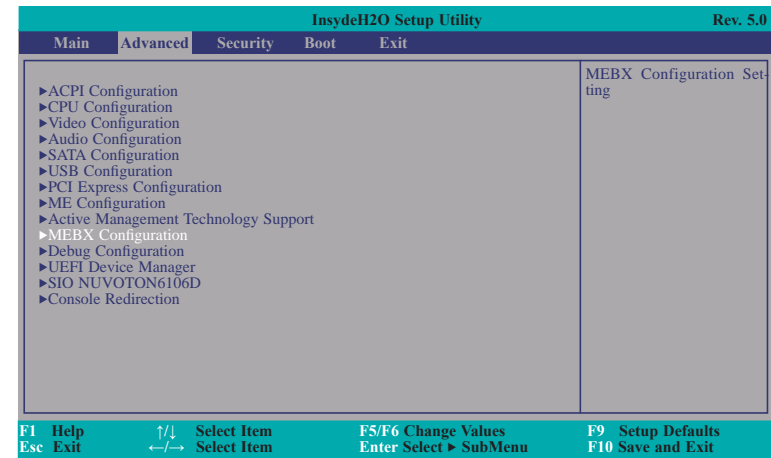 InsydeH2O Setup Utility Rev. 5.0
Main Advanced Security Boot Exit
►ACPI Configuration
►CPU Configuration
►Video Configuration
►Audio Configuration
►SATA Configuration
►USB Configuration
►PCI Express Configuration
►ME Configuration
►Active Management Technology Support
►MEBX Configuration
►Debug Configuration
►UEFI Device Manager
►SIO NUVOTON6106D
►Console Redirection
MEBX Configuration Set-
ting
F1 Help ↑/↓ Select Item F5/F6 Change Values F9 Setup Defaults
Esc Exit ←/→ Select Item Enter Select ► SubMenu F10 Save and Exit